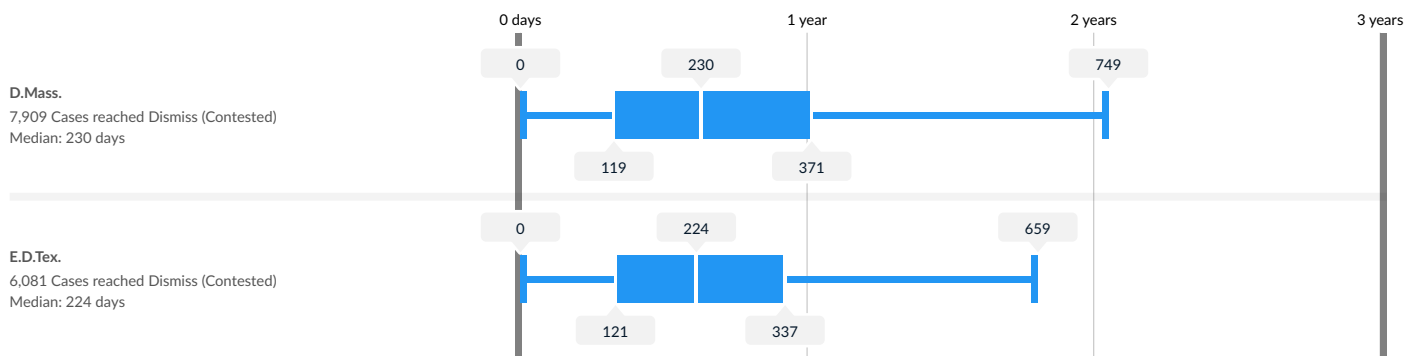 0 days 1 year 2 years 3 years
0 230 749
D.Mass.
7,909 Cases reached Dismiss (Contested)
Median: 230 days
119 371
0 224 659
E.D.Tex.
6,081 Cases reached Dismiss (Contested)
Median: 224 days
121 337